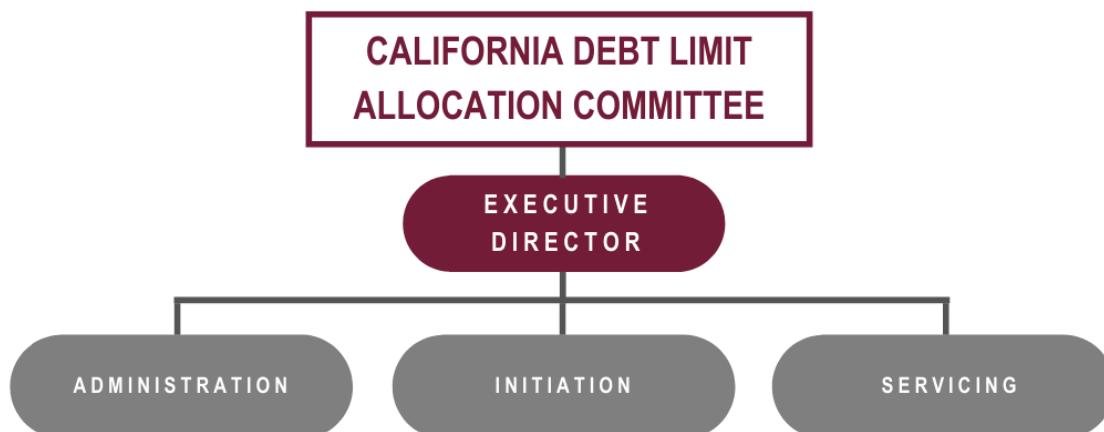 CALIFORNIA DEBT LIMIT
ALLOCATION COMMITTEE
EXECUTIVE
DIRECTOR
ADMINISTRATION
INITIATION
SERVICING